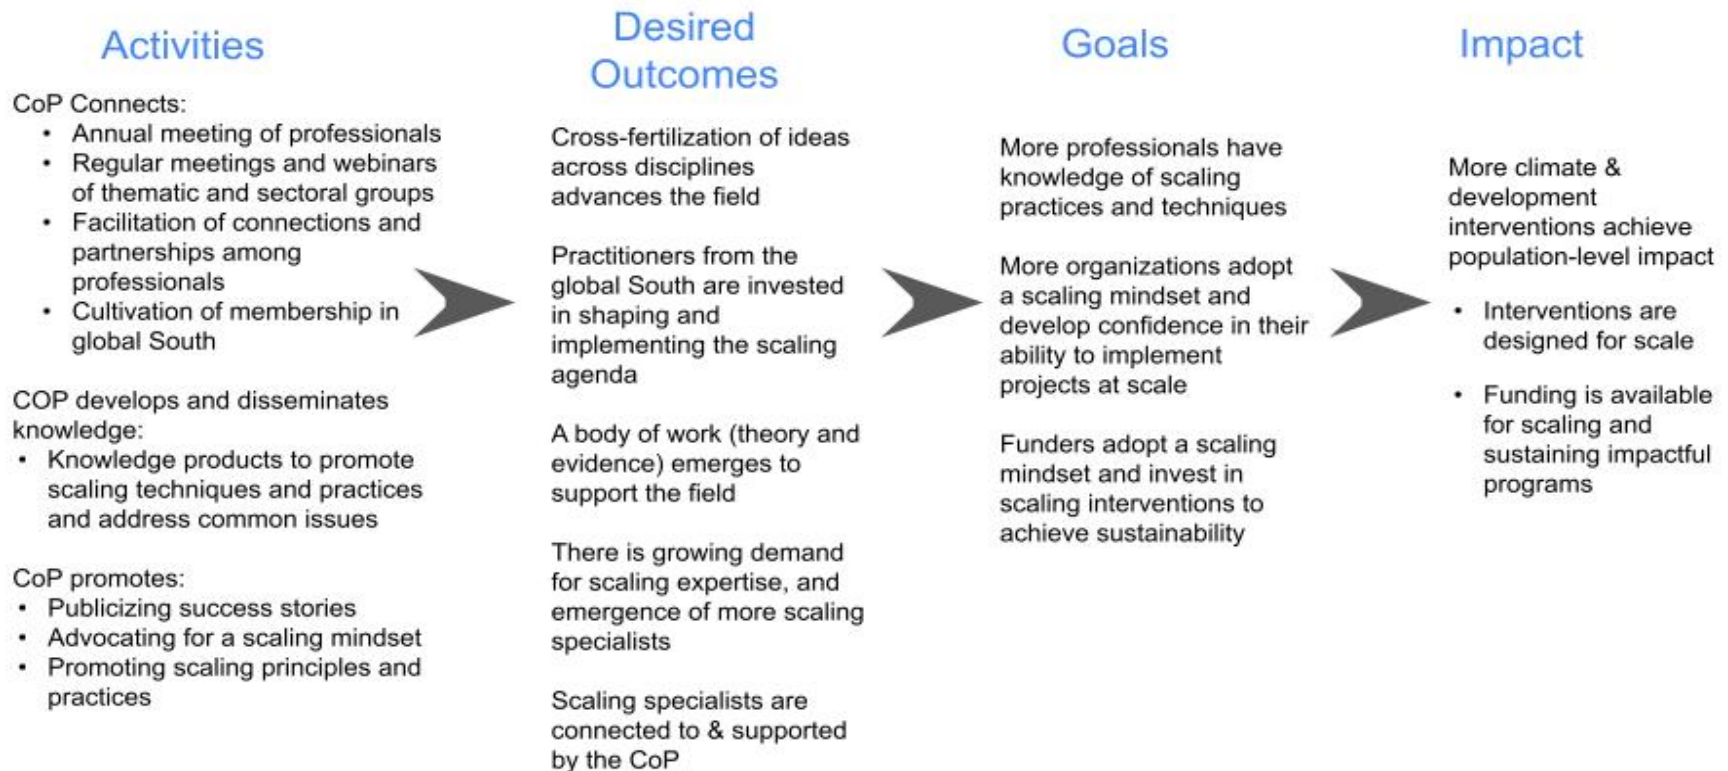 Activities
CoP Connects:
• Annual meeting of professionals
• Regular meetings and webinars
of thematic and sectoral groups
• Facilitation of connections and
partnerships among
professionals
• Cultivation of membership in
global South
COP develops and disseminates
knowledge:
• Knowledge products to promote
scaling techniques and practices
and address common issues
CoP promotes:
• Publicizing success stories
• Advocating for a scaling mindset
• Promoting scaling principles and
practices
Desired
Outcomes
Cross-fertilization of ideas
across disciplines
advances the field
Practitioners from the
global South are invested
in shaping and
implementing the scaling
agenda
A body of work (theory and
evidence) emerges to
support the field
There is growing demand
for scaling expertise, and
emergence of more scaling
specialists
Scaling specialists are
connected to & supported
by the CoP
Goals
More professionals have
knowledge of scaling
practices and techniques
More organizations adopt
a scaling mindset and
develop confidence in their
ability to implement
projects at scale
Funders adopt a scaling
mindset and invest in
scaling interventions to
achieve sustainability
Impact
More climate &
development
interventions achieve
population-level impact
• Interventions are
designed for scale
• Funding is available
for scaling and
sustaining impactful
programs